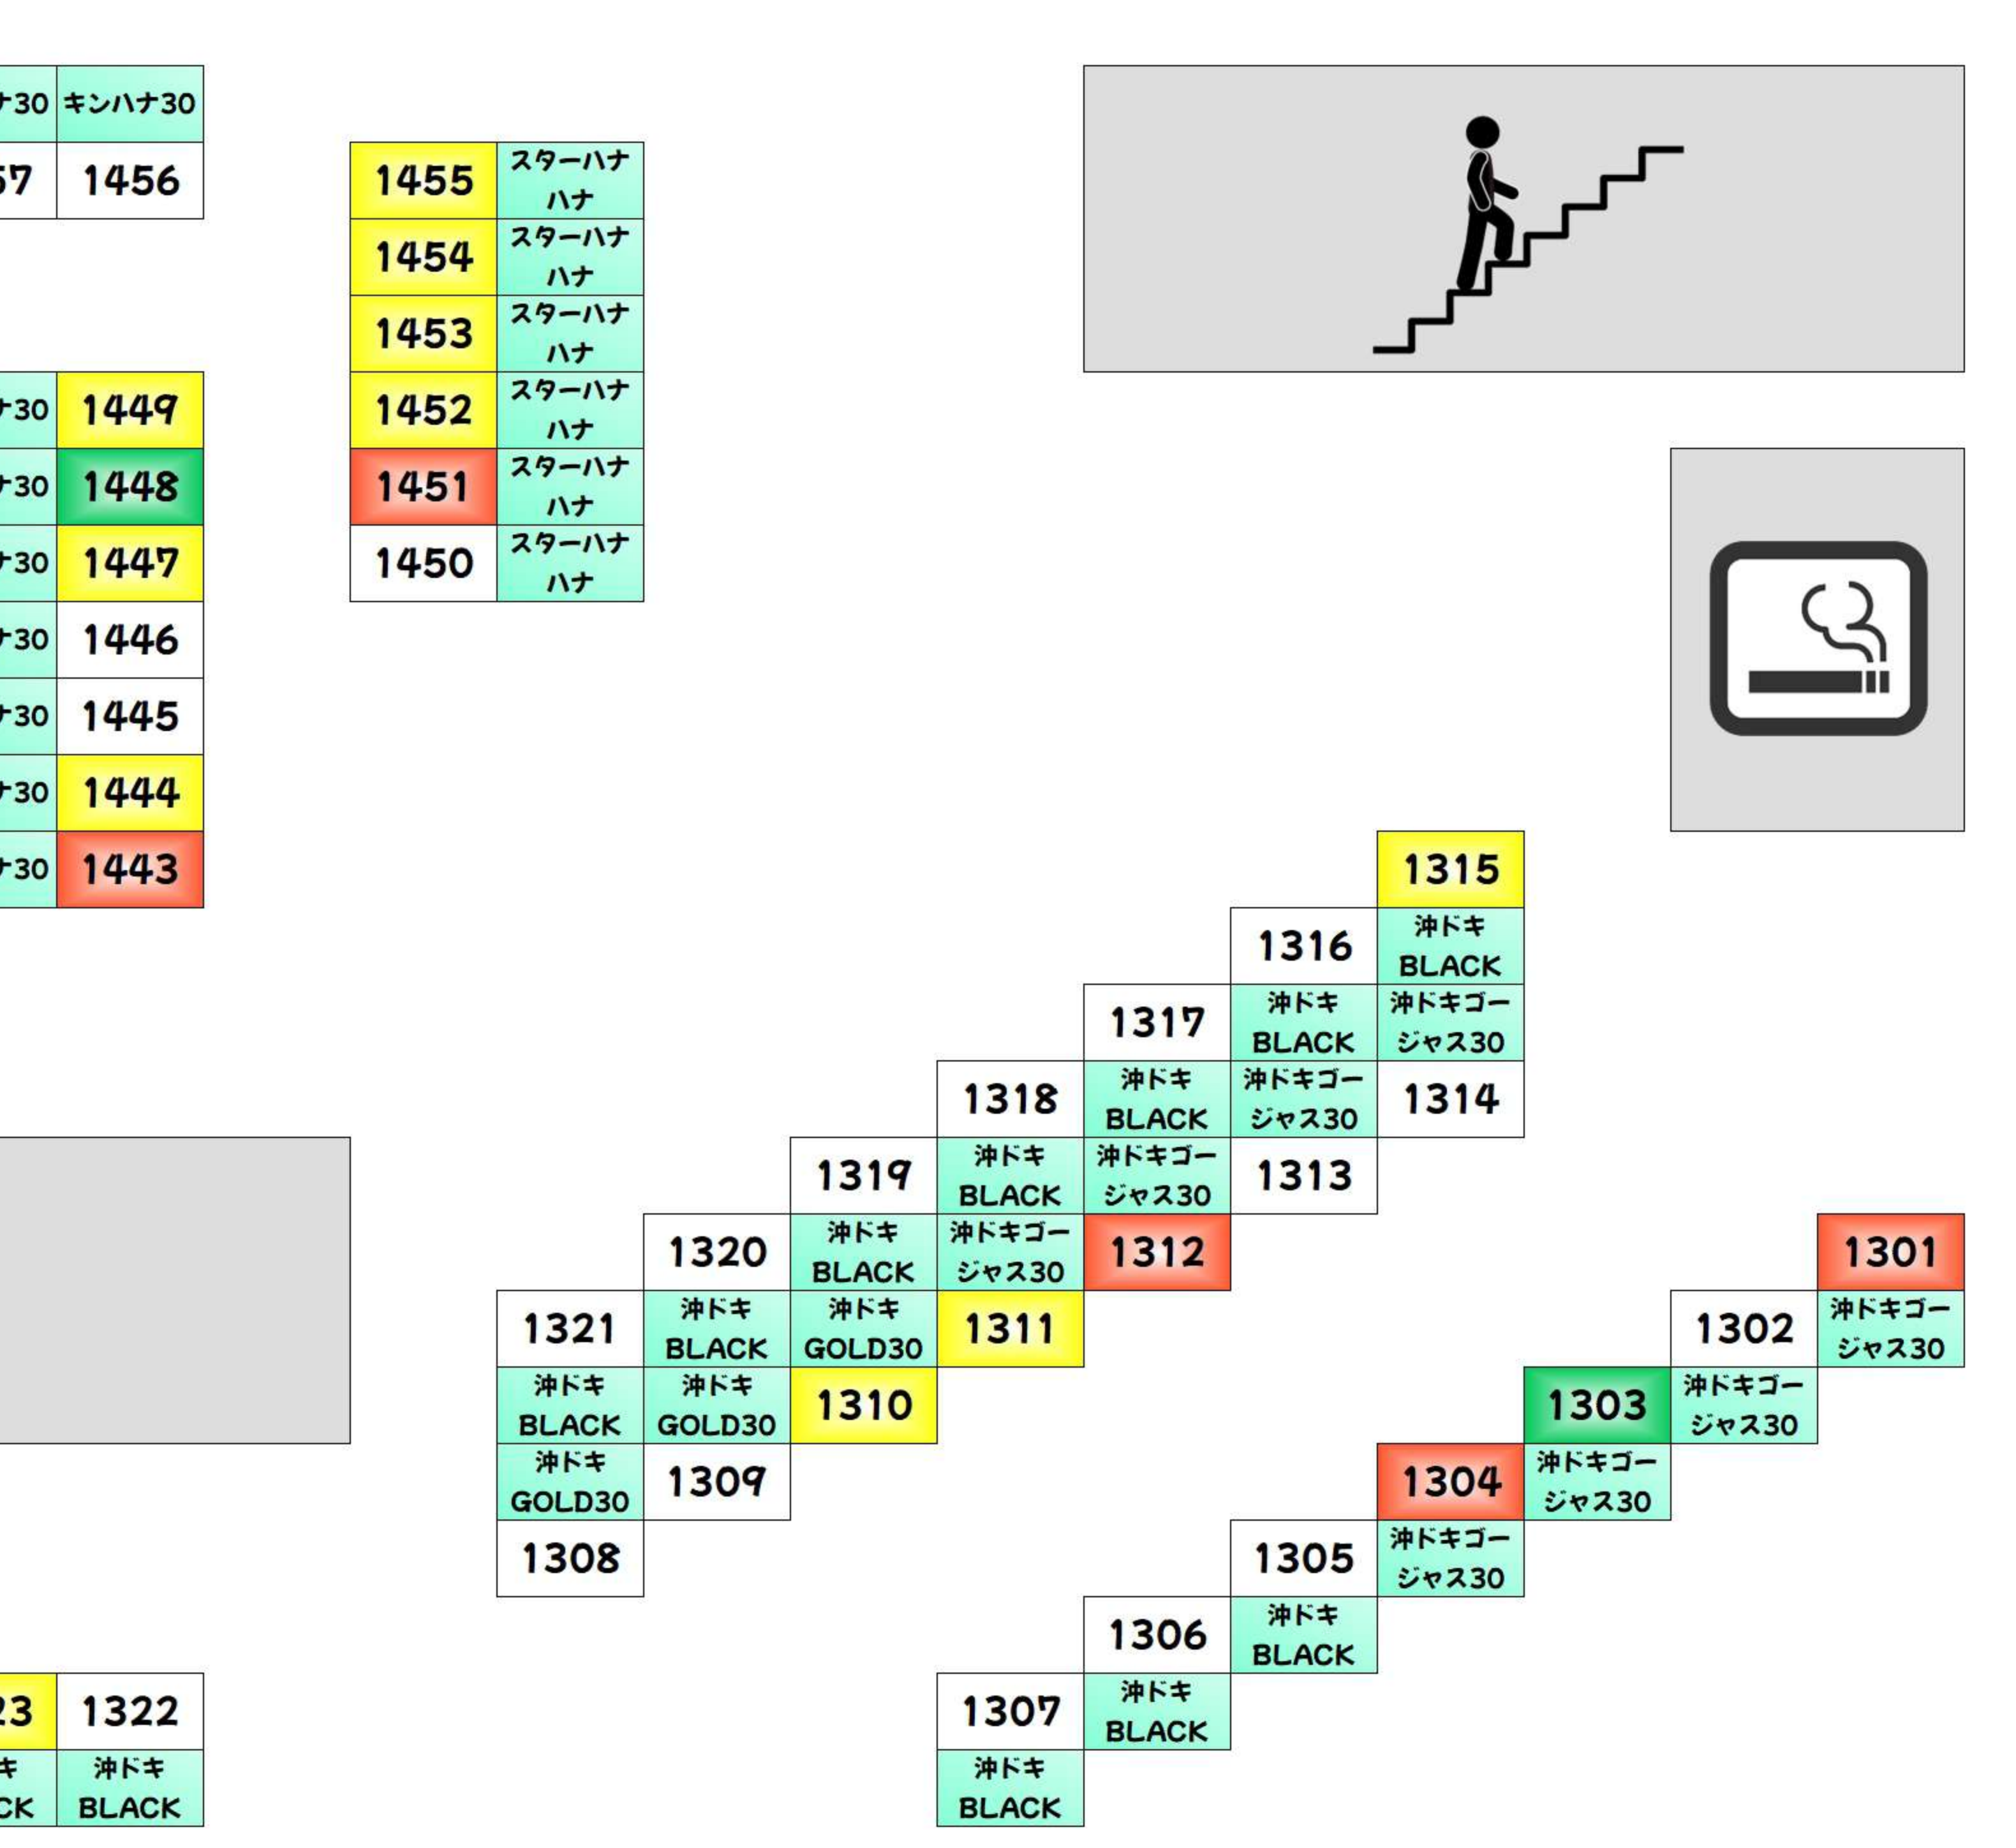 キンハナ30
1456
1455
スターハナ
ハナ
1454
スターハナ
ハナ
1453
スターハナ
ハナ
1452
スターハナ
ハナ
1451
スターハナ
ハナ
1450
スターハナ
ハナ
1449
1448
1447
1446
1445
1444
1443
1315
1316
沖ドキ
BLACK
1317
沖ドキ
BLACK
沖ドキゴー
ジャス30
1318
沖ドキ
BLACK
沖ドキゴー
ジャス30
1314
1319
沖ドキ
BLACK
沖ドキゴー
ジャス30
1313
1320
沖ドキ
BLACK
沖ドキゴー
ジャス30
1312
1301
1321
沖ドキ
BLACK
沖ドキ
GOLD30
1311
1302
沖ドキゴー
ジャス30
沖ドキ
BLACK
沖ドキ
GOLD30
1310
1303
沖ドキゴー
ジャス30
沖ドキ
GOLD30
1309
1304
沖ドキゴー
ジャス30
1308
1305
沖ドキゴー
ジャス30
1306
沖ドキ
BLACK
1322
1307
沖ドキ
BLACK
沖ドキ
BLACK
沖ドキ
BLACK